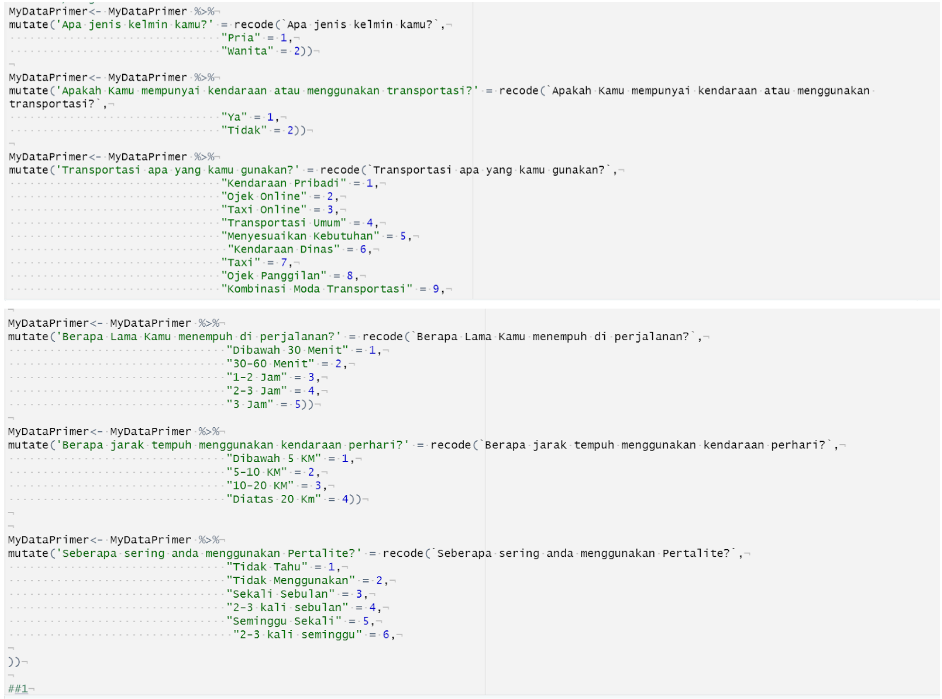 MyDataPrimer<- MyDataPrimer %>%
mutate('Apa jenis kelmin kamu?' = recode(`Apa jenis kelmin kamu?`,
"Pria" = 1,
"Wanita" = 2))
MyDataPrimer<- MyDataPrimer %>%
mutate('Apakah Kamu mempunyai kendaraan atau menggunakan transportasi?' = recode(`Apakah Kamu mempunyai kendaraan atau menggunakan
transportasi?`,
"Ya" = 1,
"Tidak" = 2))
MyDataPrimer<- MyDataPrimer %>%
mutate('Transportasi apa yang kamu gunakan?' = recode(`Transportasi apa yang kamu gunakan?`,
"Kendaraan Pribadi" = 1,
"Ojek Online" = 2,
"Taxi Online" = 3,
"Transportasi Umum" = 4,
"Menyesuaikan Kebutuhan" = 5,
"Kendaraan Dinas" = 6,
"Taxi" = 7,
"Ojek Panggilan" = 8,
"Kombinasi Moda Transportasi" = 9,
MyDataPrimer<- MyDataPrimer %>%
mutate('Berapa Lama Kamu menempuh di perjalanan?' = recode(`Berapa Lama Kamu menempuh di perjalanan?`,
"Dibawah 30 Menit" = 1,
"30-60 Menit" = 2,
"1-2 Jam" = 3,
"2-3 Jam" = 4,
"3 Jam" = 5))
MyDataPrimer<- MyDataPrimer %>%
mutate('Berapa jarak tempuh menggunakan kendaraan perhari?' = recode(`Berapa jarak tempuh menggunakan kendaraan perhari?`,
"Dibawah 5 KM" = 1,
"5-10 KM" = 2,
"10-20 KM" = 3,
"Diatas 20 Km" = 4))
MyDataPrimer<- MyDataPrimer %>%
mutate('Seberapa sering anda menggunakan Pertalite?' = recode(`Seberapa sering anda menggunakan Pertalite?`,
"Tidak Tahu" = 1,
"Tidak Menggunakan" = 2,
"Sekali Sebulan" = 3,
"2-3 kali sebulan" = 4,
"Seminggu Sekali" = 5,
"2-3 kali seminggu" = 6,
))
##1